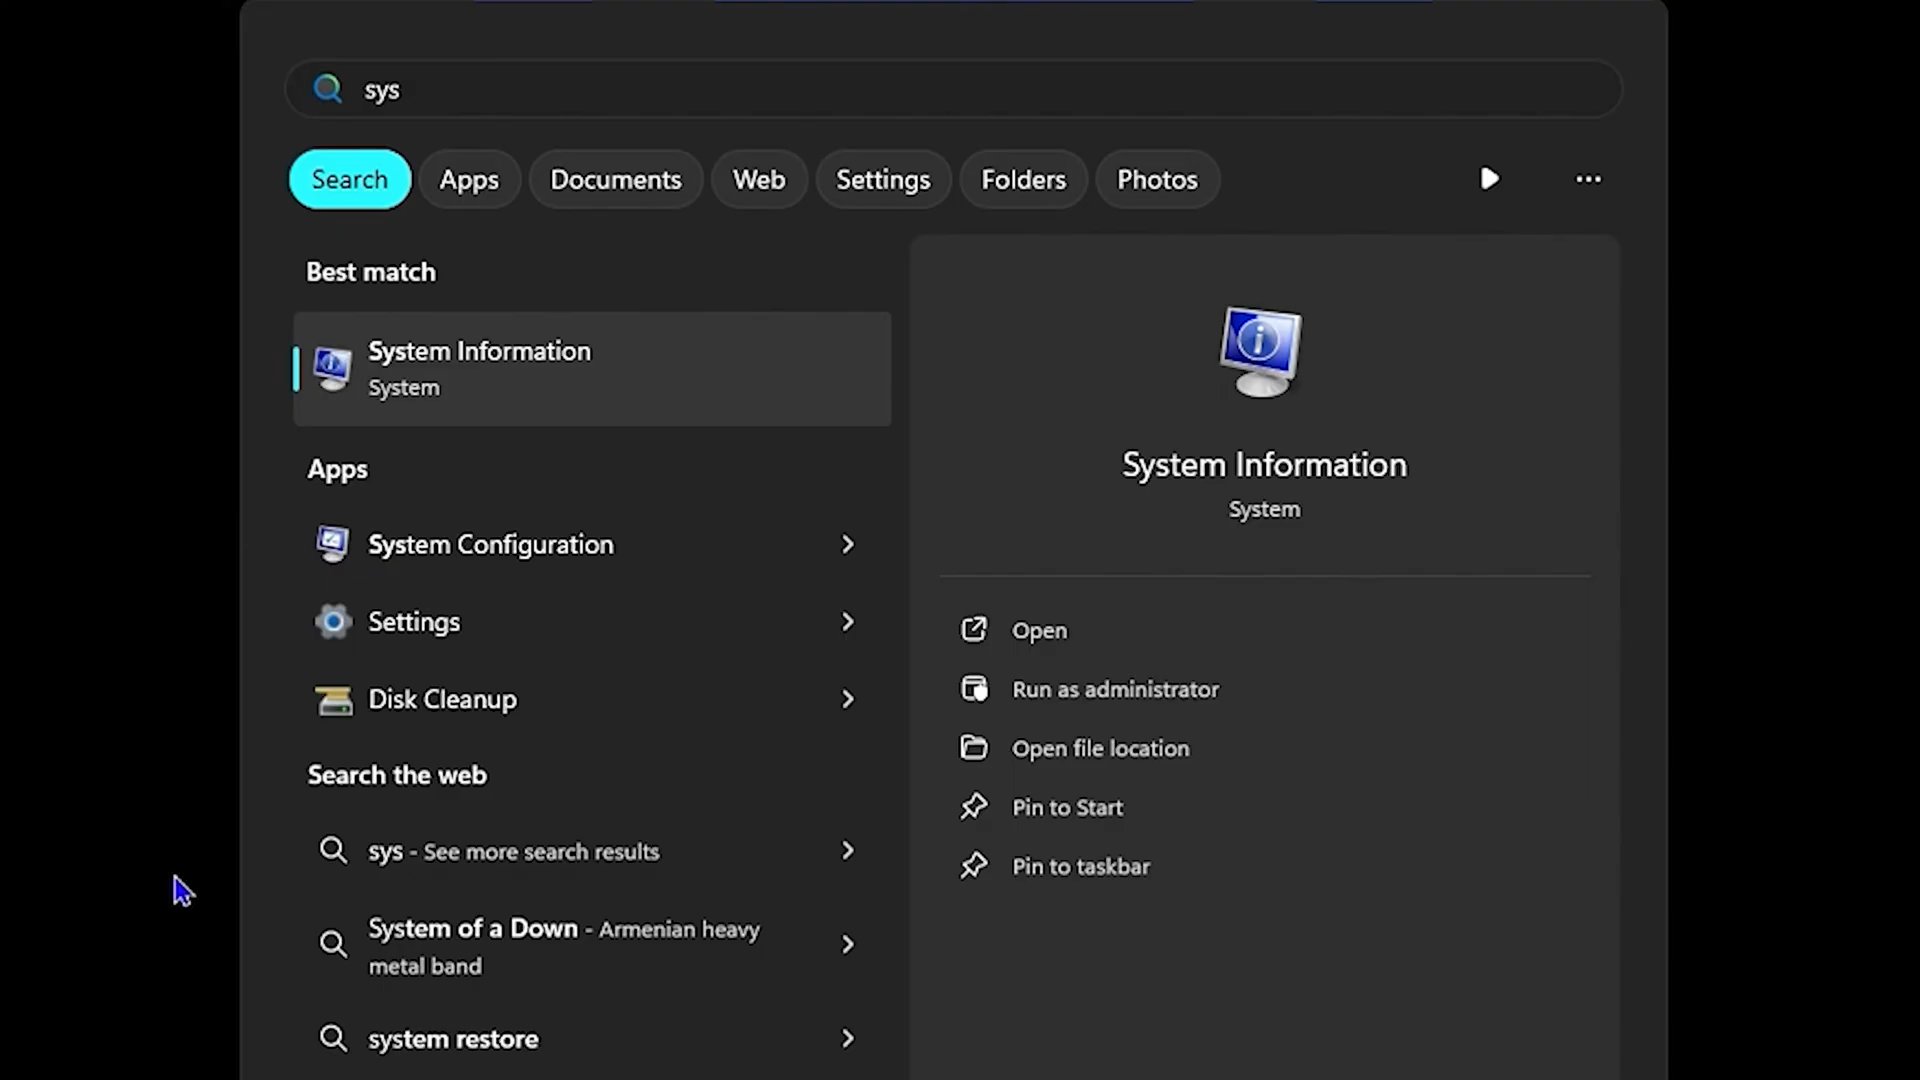 sys
Search Apps Documents Web Settings Folders Photos
Best match
System Information
System
Apps
System Configuration
Settings
Disk Cleanup
Search the web
sys - See more search results
System of a Down - Armenian heavy
metal band
system restore
System Information
System
Open
Run as administrator
Open file location
Pin to Start
Pin to taskbar